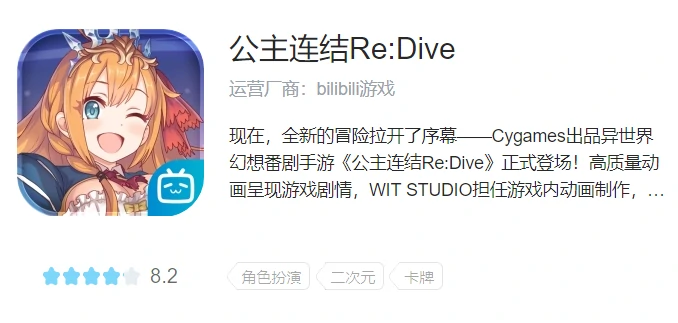 公主连结Re:Dive
运营厂商：bilibili游戏
现在，全新的冒险拉开了序幕——Cygames出品异世界
幻想番剧手游《公主连结Re:Dive》正式登场！高质量动
画呈现游戏剧情，WIT STUDIO担任游戏内动画制作，...
8.2
角色扮演
二次元
卡牌